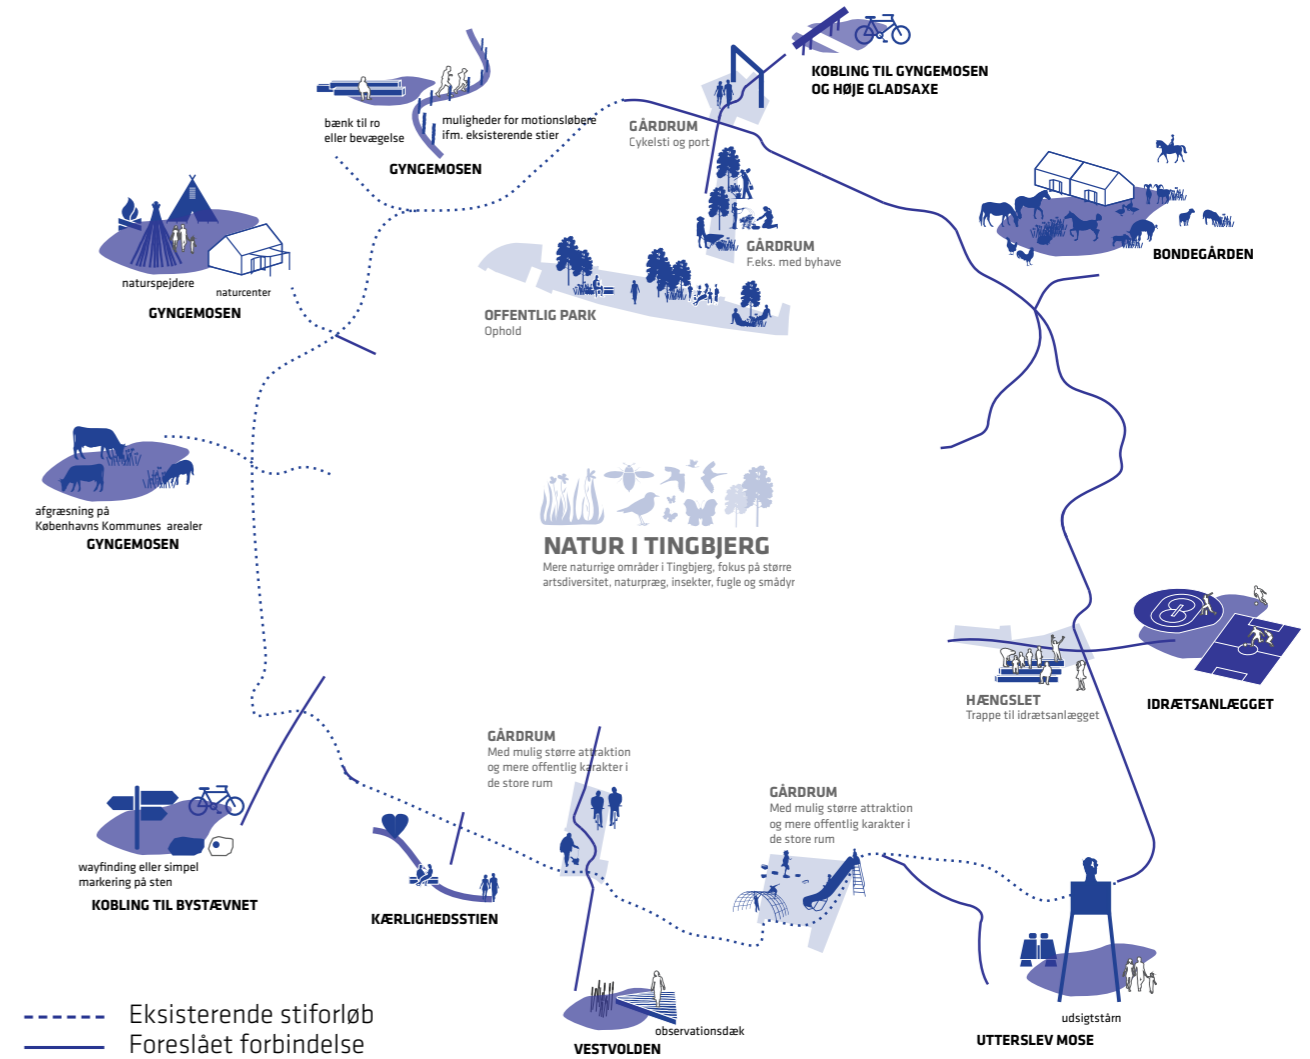 KOBLING TIL GYNGEMOSEN
OG HØJE GLADSAXE
bænk til ro
eller bevægelse
muligheder for motionsløbere
ifm. eksisterende stier
GYNGEMOSEN
GÅRDRUM
Cykelsti og port
BONDEGÅRDEN
naturspejdere
naturcenter
GYNGEMOSEN
GÅRDRUM
F.eks. med byhave
OFFENTLIG PARK
Ophold
afgræsning på
Københavns Kommunes arealer
GYNGEMOSEN
NATUR I TINGBJERG
Mere naturrige områder i Tingbjerg, fokus på større
artsdiversitet, naturpræg, insekter, fugle og smådyr
HÆNGSLET
Trappe til idrætsanlægget
IDRÆTSANLÆGGET
GÅRDRUM
Med mulig større attraktion
og mere offentlig karakter i
de store rum
GÅRDRUM
Med mulig større attraktion
og mere offentlig karakter i
de store rum
wayfinding eller simpel
markering på sten
KOBLING TIL BYSTÆVNET
KÆRLIGHEDSSTIEN
observationsdæk
VESTVOLDEN
udsigtstårn
UTTERSLEV MOSE
Eksisterende stiforløb
Foreslået forbindelse